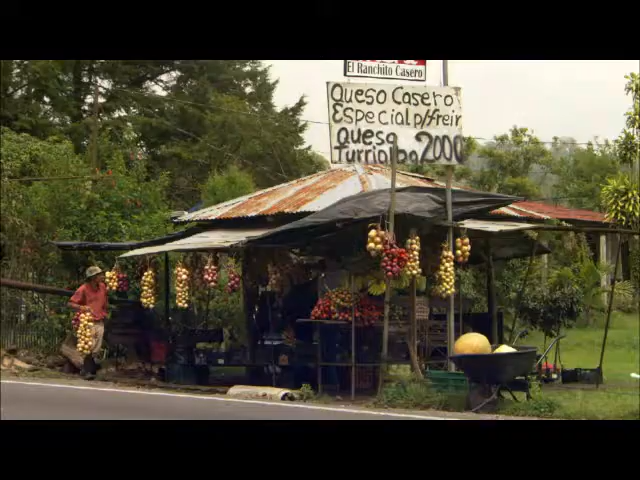 El Ranchito Casero
Queso Casero
Especial p/freir
queso
Turrialba 2000